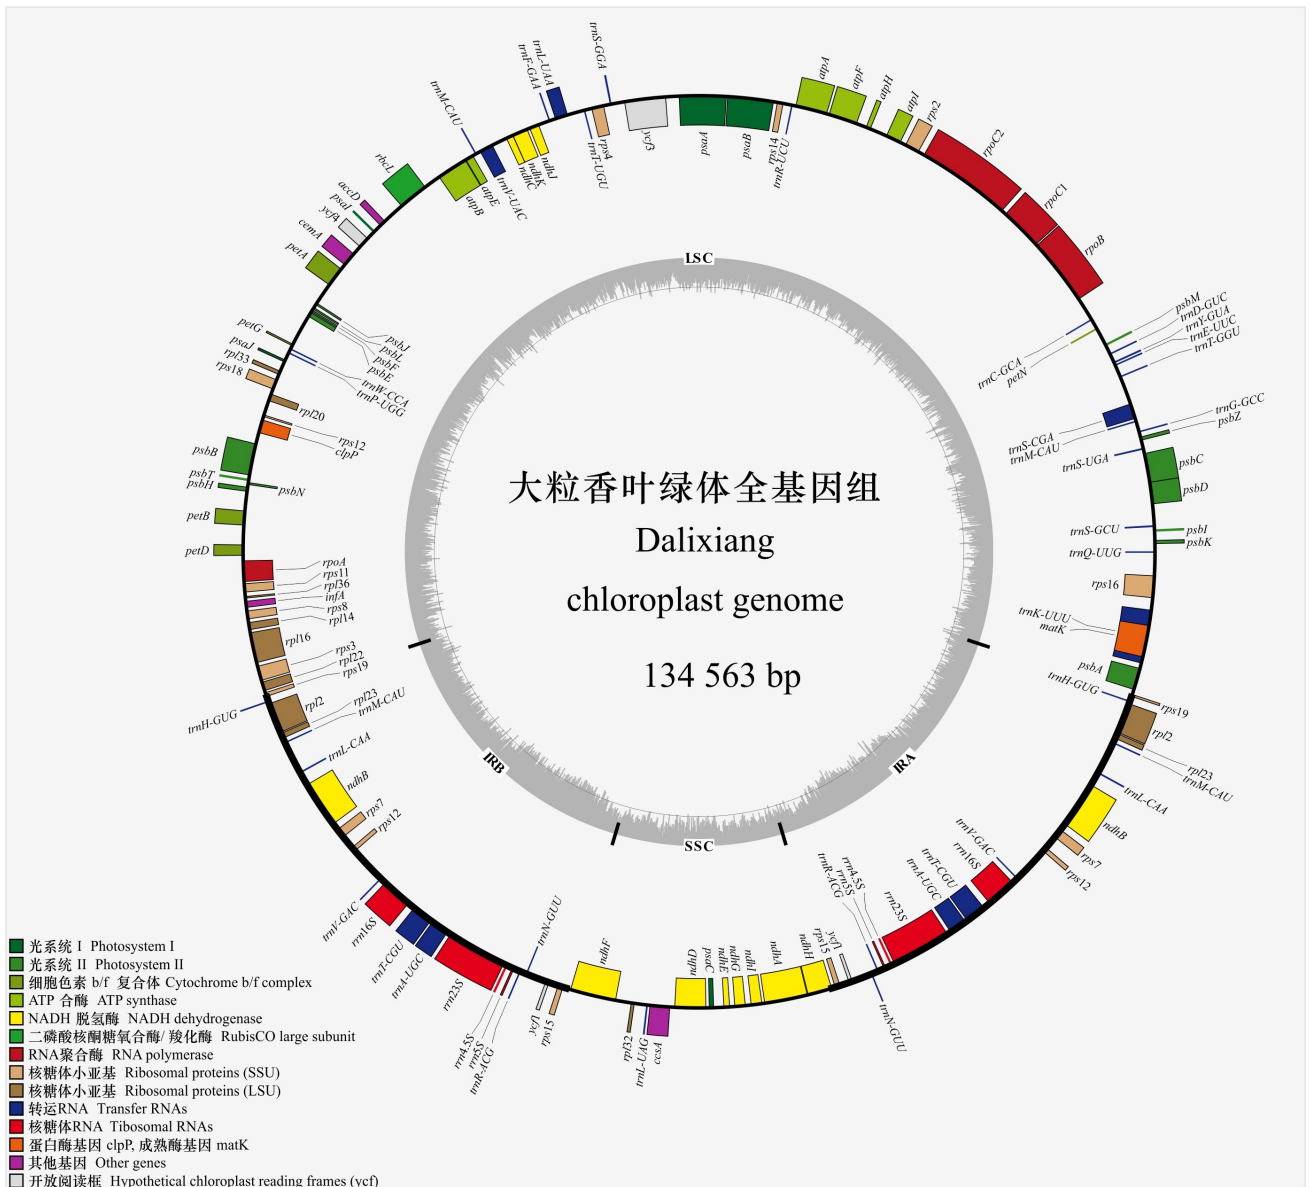 trnS-GGA
trnL-UAA
trnF-GAA
trnM-CAU
rbcL
accD
psaI
ycf4
cemA
petA
atpB
atpE
trnV-UAC
ndhC
ndhK
ndhJ
trnT-UGU
rps4
ycf3
psaA
psaB
rps14
trnR-UCU
atpA
atpF
atpH
atpI
rps2
rpoC2
rpoC1
rpoB
psbM
trnD-GUC
trnY-GUA
trnE-UUC
trnT-GGU
trnC-GCA
petN
trnG-GCC
psbZ
trnS-CGA
trnM-CAU
trnS-UGA
psbC
psbD
trnS-GCU
psbI
psbK
trnQ-UUG
rps16
trnK-UUU
matK
psbA
trnH-GUG
rps19
rpl2
rpl23
trnM-CAU
trnL-CAA
ndhB
rps7
rps12
trnV-GAC
rrn16S
trnT-CGU
trnA-UGC
rrn23S
rrn4.5S
rrn5S
trnR-ACG
trnN-GUU
ycf1
rps15
ndhH
ndhA
ndhI
ndhG
ndhE
psaC
Gdhpu
ccsA
trnL-UAG
rpl32
ndhF
rps15
ycf1
trnN-GUU
trnR-ACG
rrn5S
rrn4.5S
rrn23S
trnA-UGC
trnT-CGU
rrn16S
trnV-GAC
rps12
rps7
ndhB
trnL-CAA
trnM-CAU
rpl23
rpl2
trnH-GUG
rps19
rpl22
rps3
rpl16
rpl14
rps8
infA
rpl36
rps11
rpoA
petD
petB
psbN
psbH
psbT
psbB
clpP
rps12
rpl20
rps18
rpl33
psaJ
petG
trnP-UGG
trnW-CCA
psbE
psbF
psbL
psbJ
LSC
IRB
IRA
SSC
大粒香叶绿体全基因组
Dalixiang
chloroplast genome
134 563 bp
光系统 I Photosystem I
光系统 II Photosystem II
细胞色素 b/f 复合体 Cytochrome b/f complex
ATP 合酶 ATP synthase
NADH 脱氢酶 NADH dehydrogenase
二磷酸核酮糖氧合酶/ 羧化酶 RubisCO large subunit
RNA聚合酶 RNA polymerase
核糖体小亚基 Ribosomal proteins (SSU)
核糖体小亚基 Ribosomal proteins (LSU)
转运RNA Transfer RNAs
核糖体RNA Tibosomal RNAs
蛋白酶基因 clpP, 成熟酶基因 matK
其他基因 Other genes
开放阅读框 Hypothetical chloroplast reading frames (ycf)